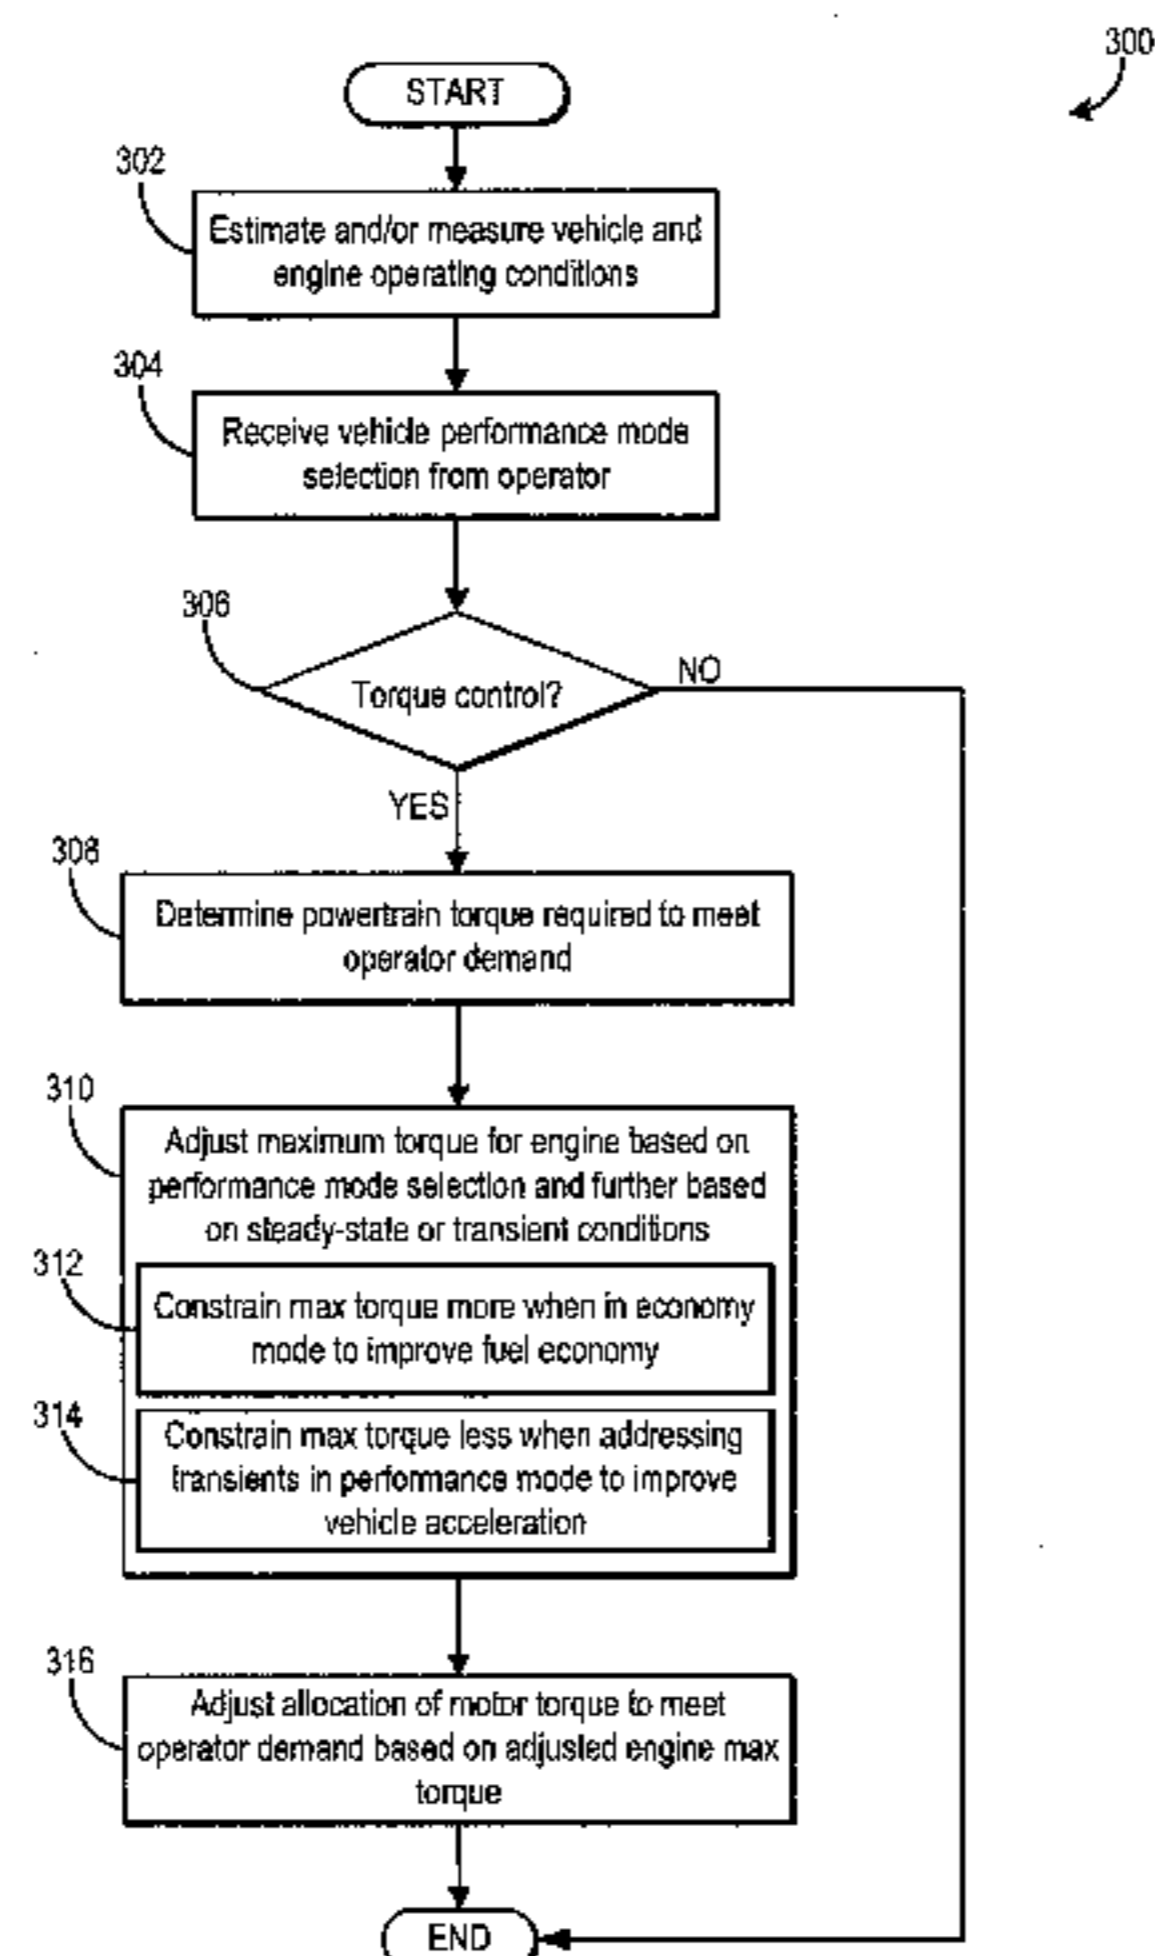 300
START
302
Estimate and/or measure vehicle and
engine operating conditions
304
Receive vehicle performance mode
selection from operator
306
Torque control?
NO
YES
308
Determine powertrain torque required to meet
operator demand
310
Adjust maximum torque for engine based on
performance mode selection and further based
on steady-state or transient conditions
312
Constrain max torque more when in economy
mode to improve fuel economy
314
Constrain max torque less when addressing
transients in performance mode to improve
vehicle acceleration
316
Adjust allocation of motor torque to meet
operator demand based on adjusted engine max
torque
END